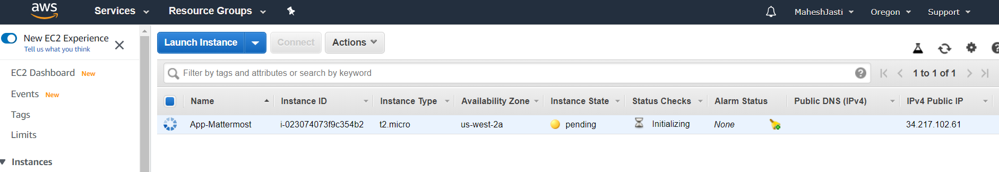 aws Services Resource Groups MaheshJasti Oregon Support
New EC2 Experience
Tell us what you think
EC2 Dashboard New
Events New
Tags
Limits
Instances
Launch Instance Connect Actions
Filter by tags and attributes or search by keyword ? 1 to 1 of 1
Name Instance ID Instance Type Availability Zone Instance State Status Checks Alarm Status Public DNS (IPv4) IPv4 Public IP
App-Mattermost i-023074073f9c354b2 t2.micro us-west-2a pending Initializing None 34.217.102.61